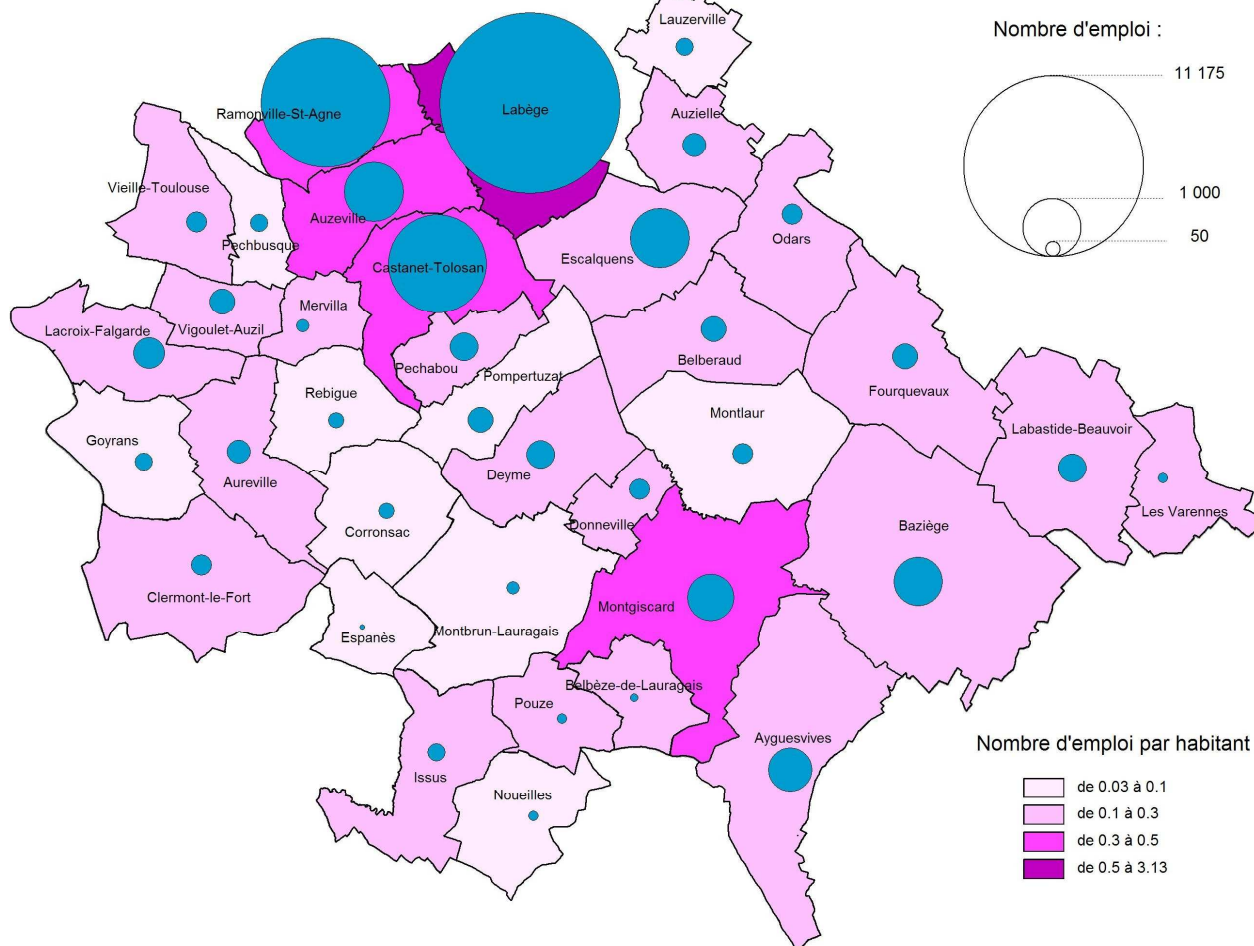 Lauzerville
Nombre d'emploi :
11 175
Ramonville-St-Agne
Labège
Auzielle
Vieille-Toulouse
1 000
Auzeville
Pechbusque
50
Odars
Escalquens
Castanet-Tolosan
Mervilla
Lacroix-Falgarde
Vigoulet-Auzil
Belberaud
Pechabou
Pompertuzat
Fourquevaux
Rebigue
Montlaur
Goyrans
Labastide-Beauvoir
Deyme
Aureville
Les Varennes
Donneville
Baziège
Corronsac
Clermont-le-Fort
Montgiscard
Espanès
Montbrun-Lauragais
Belbèze-de-Lauragais
Pouze
Ayguesvives
Nombre d'emploi par habitant
Issus
de 0.03 à 0.1
Noueilles
de 0.1 à 0.3
de 0.3 à 0.5
de 0.5 à 3.13